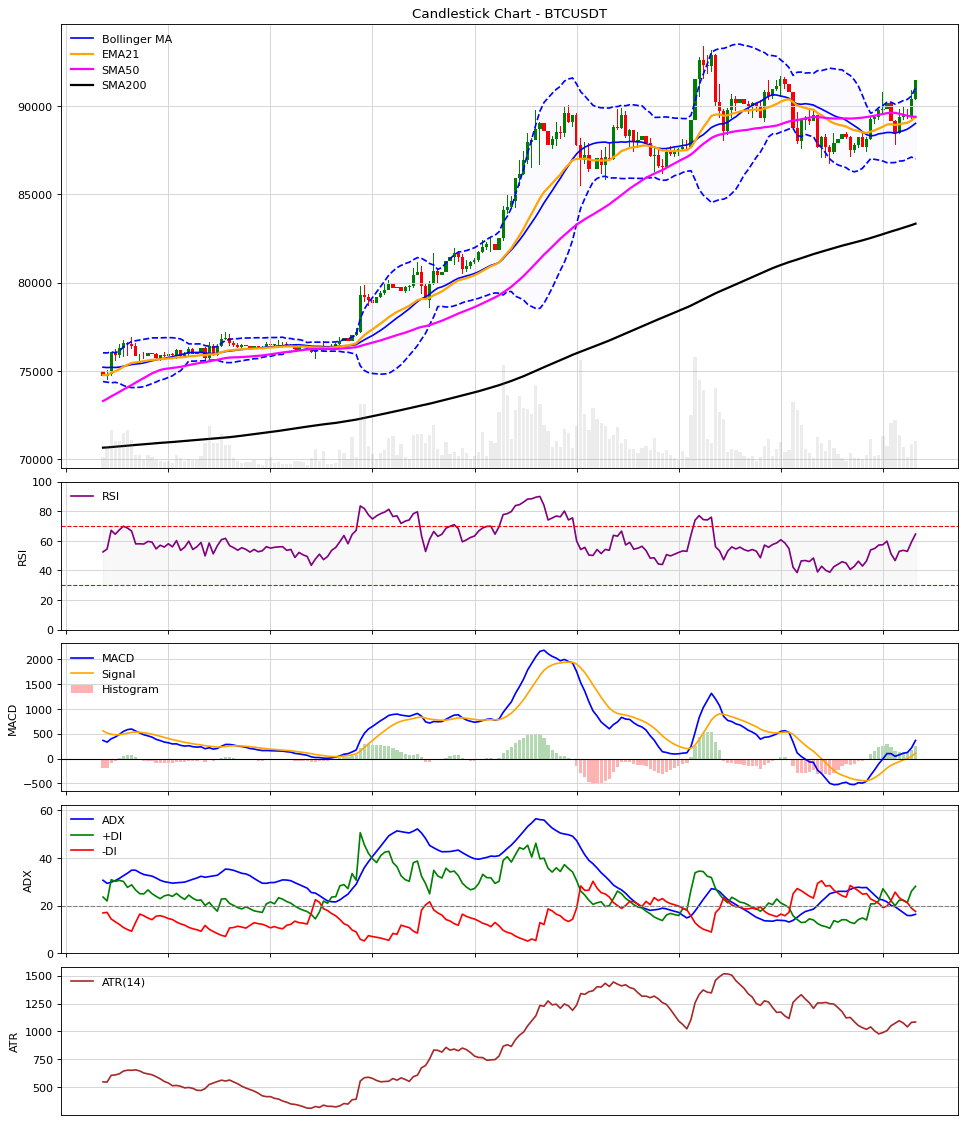 Candlestick Chart - BTCUSDT
Bollinger MA
EMA21
SMA50
SMA200
90000
85000
80000
75000
70000
RSI
RSI
100
80
60
40
20
0
MACD
Signal
Histogram
MACD
2000
1500
1000
500
0
−500
ADX
+DI
-DI
ADX
60
40
20
0
ATR(14)
ATR
1500
1250
1000
750
500